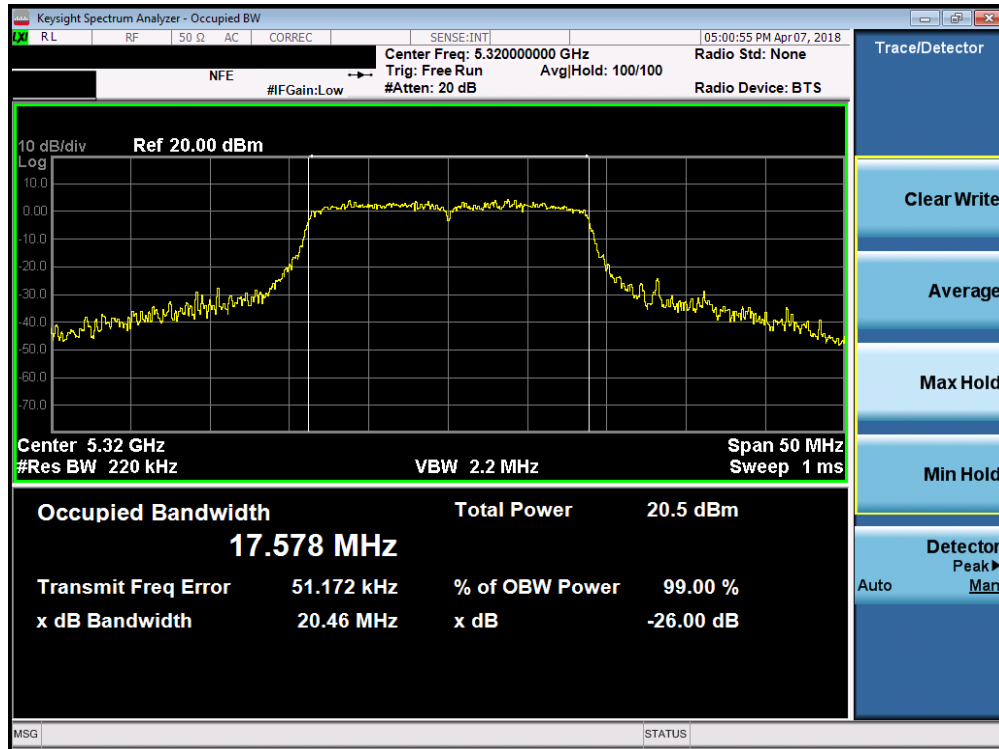 Keysight Spectrum Analyzer - Occupied BW
LXI RL RF 50 Ω AC CORREC SENSE:INT 05:00:55 PM Apr 07, 2018
Center Freq: 5.320000000 GHz Radio Std: None
NFE Trig: Free Run Avg|Hold: 100/100
#IFGain:Low #Atten: 20 dB Radio Device: BTS
10 dB/div Ref 20.00 dBm
Log
10.0
0.00
-10.0
-20.0
-30.0
-40.0
-50.0
-60.0
-70.0
Center 5.32 GHz Span 50 MHz
#Res BW 220 kHz VBW 2.2 MHz Sweep 1 ms
Occupied Bandwidth Total Power 20.5 dBm
17.578 MHz
Transmit Freq Error 51.172 kHz % of OBW Power 99.00 %
x dB Bandwidth 20.46 MHz x dB -26.00 dB
MSG STATUS
Trace/Detector
Clear Write
Average
Max Hold
Min Hold
Detector
Peak▶
Auto Man